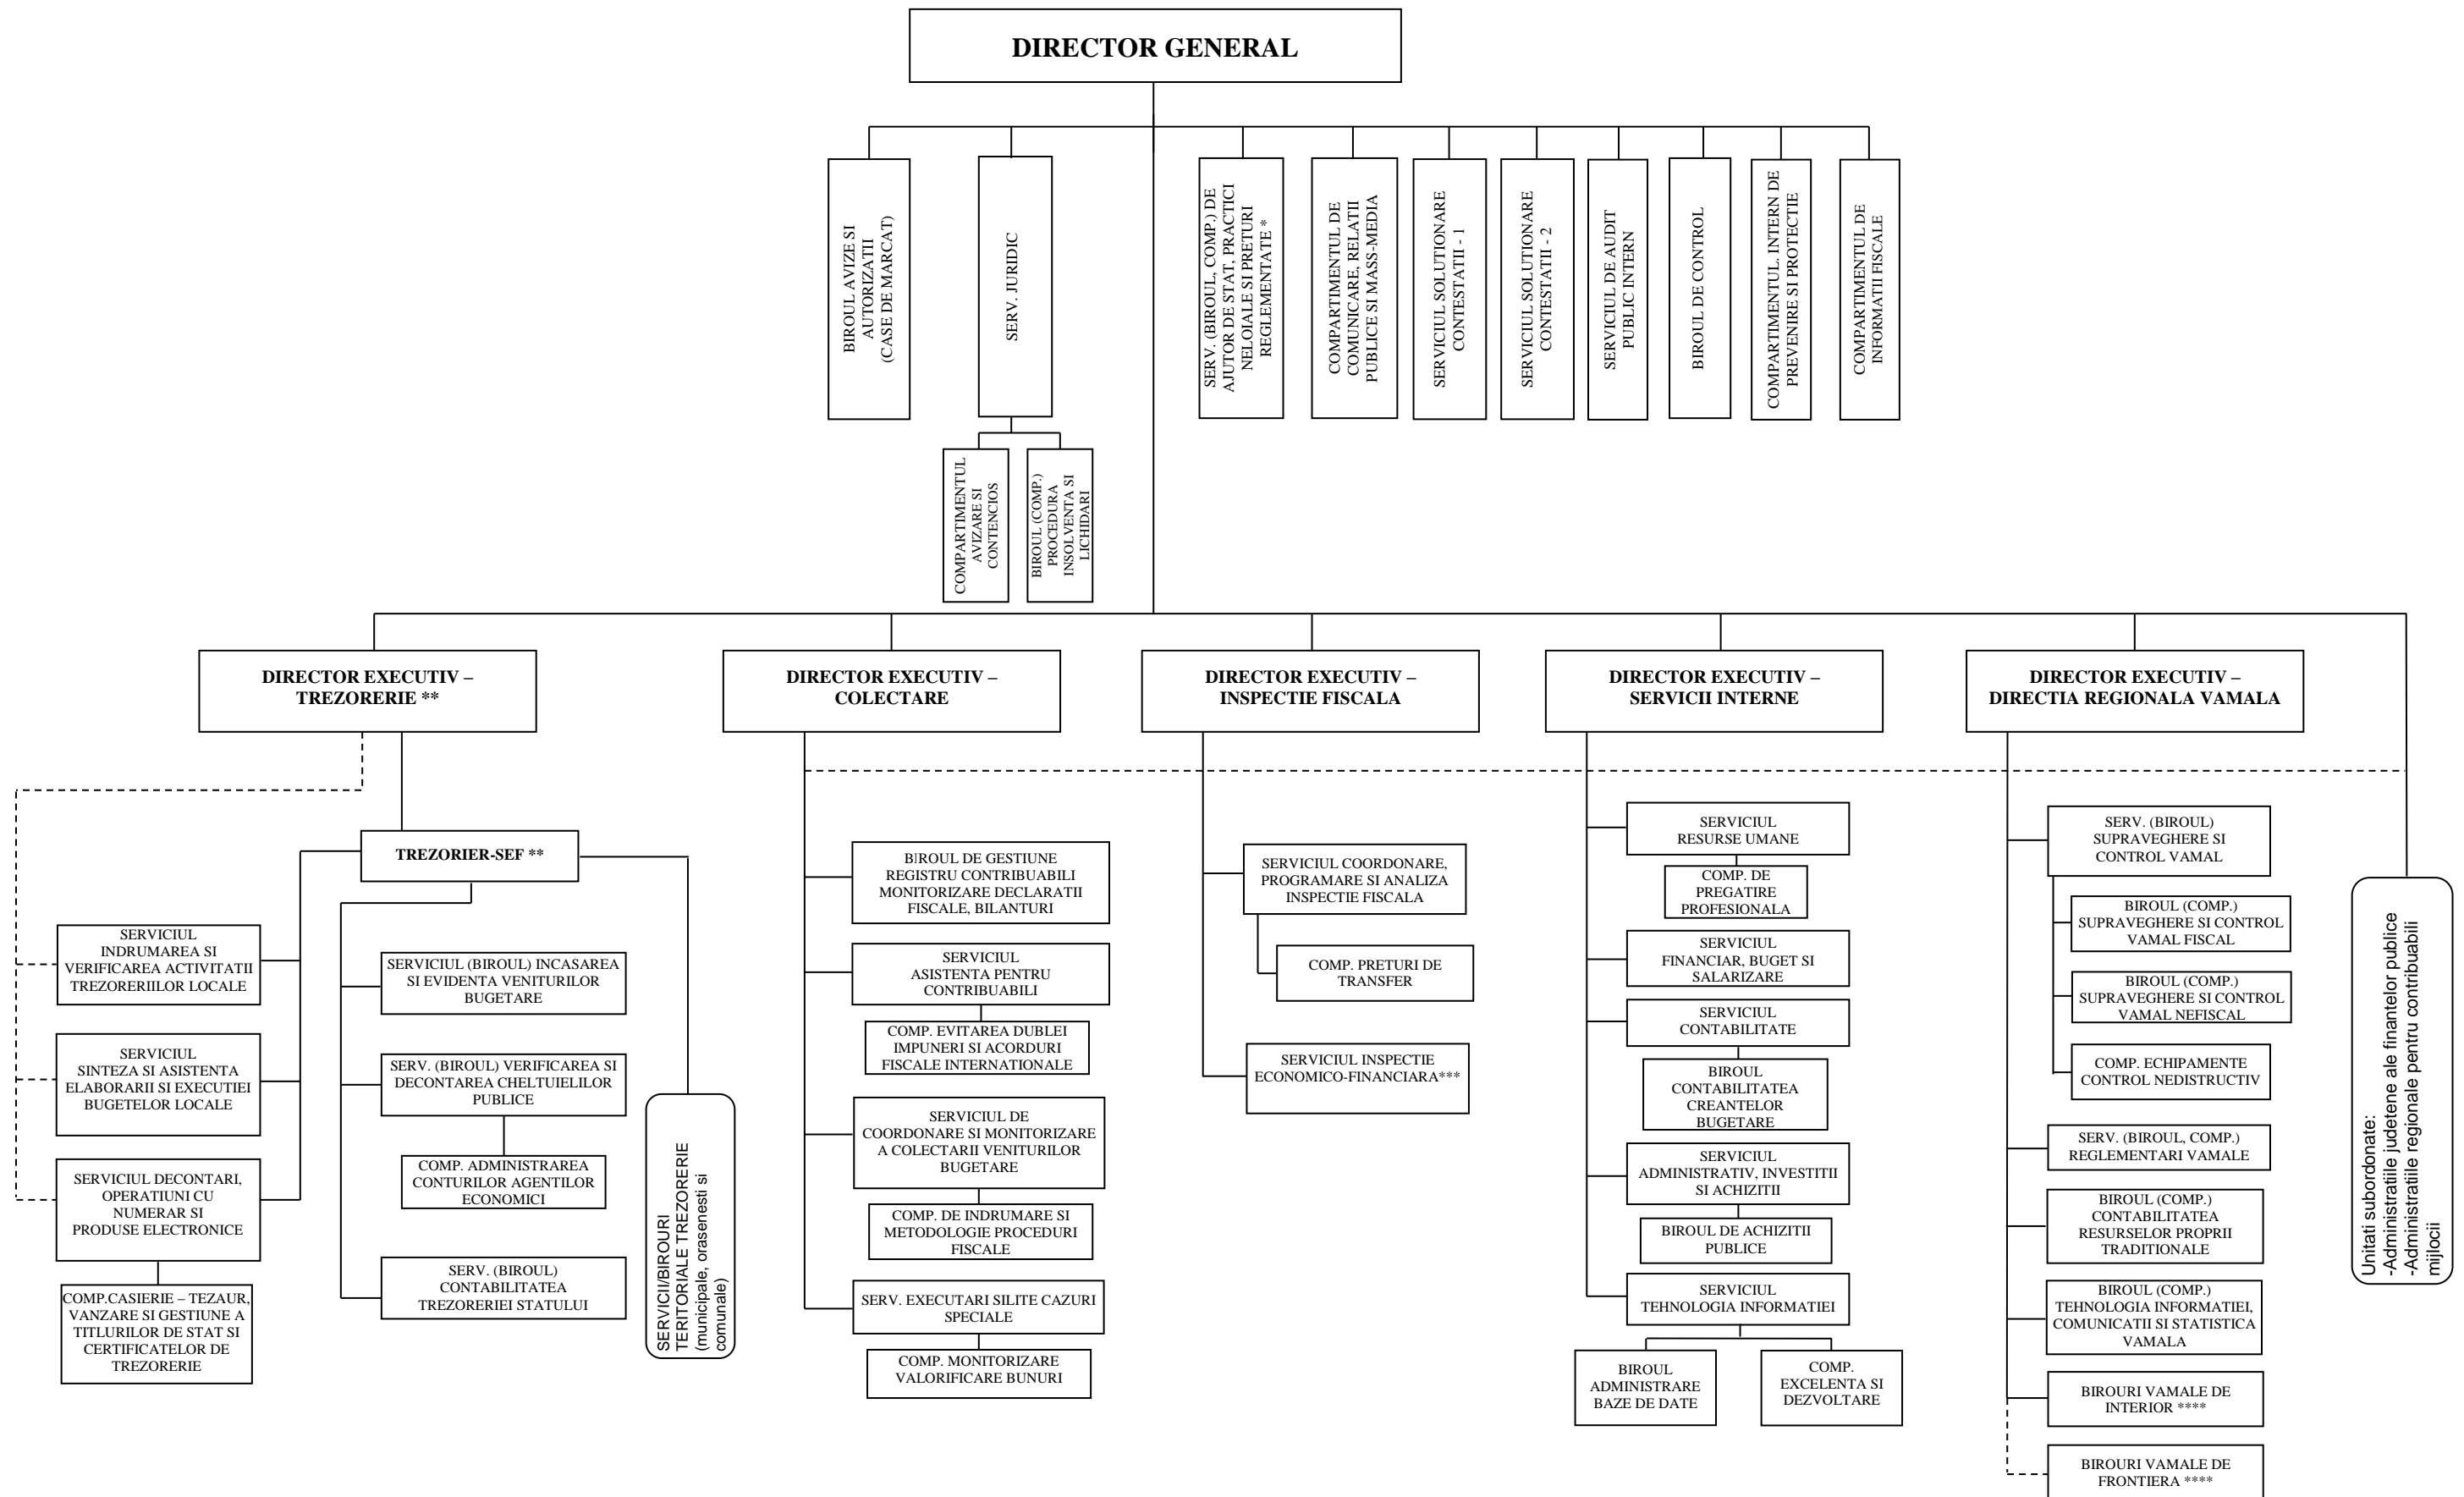 DIRECTOR GENERAL
BIROUL AVIZE SI
AUTORIZATII
(CASE DE MARCAT)
SERV. JURIDIC
SERV. (BIROUL, COMP.) DE
AJUTOR DE STAT, PRACTICI
NELOIALE SI PRETURI
REGLEMENTATE *
COMPARTIMENTUL DE
COMUNICARE, RELATII
PUBLICE SI MASS-MEDIA
SERVICIUL SOLUTIONARE
CONTESTATII - 1
SERVICIUL SOLUTIONARE
CONTESTATII - 2
SERVICIUL DE AUDIT
PUBLIC INTERN
BIROUL DE CONTROL
COMPARTIMENTUL. INTERN DE
PREVENIRE SI PROTECTIE
COMPARTIMENTUL DE
INFORMATII FISCALE
COMPARTIMENTUL
AVIZARE SI
CONTENCIOS
BIROUL (COMP.)
PROCEDURA
INSOLVENTA SI
LICHIDARI
DIRECTOR EXECUTIV –
TREZORERIE **
DIRECTOR EXECUTIV –
COLECTARE
DIRECTOR EXECUTIV –
INSPECTIE FISCALA
DIRECTOR EXECUTIV –
SERVICII INTERNE
DIRECTOR EXECUTIV –
DIRECTIA REGIONALA VAMALA
TREZORIER-SEF **
SERVICIUL
INDRUMAREA SI
VERIFICAREA ACTIVITATII
TREZORERIILOR LOCALE
SERVICIUL
SINTEZA SI ASISTENTA
ELABORARII SI EXECUTIEI
BUGETELOR LOCALE
SERVICIUL DECONTARI,
OPERATIUNI CU
NUMERAR SI
PRODUSE ELECTRONICE
COMP.CASIERIE – TEZAUR,
VANZARE SI GESTIUNE A
TITLURILOR DE STAT SI
CERTIFICATELOR DE
TREZORERIE
SERVICIUL (BIROUL) INCASAREA
SI EVIDENTA VENITURILOR
BUGETARE
SERV. (BIROUL) VERIFICAREA SI
DECONTAREA CHELTUIELILOR
PUBLICE
COMP. ADMINISTRAREA
CONTURILOR AGENTILOR
ECONOMICI
SERV. (BIROUL)
CONTABILITATEA
TREZORERIEI STATULUI
SERVICII/BIROURI
TERITORIALE TREZORERIE
(municipale, orasenesti si
comunale)
BIROUL DE GESTIUNE
REGISTRU CONTRIBUABILI
MONITORIZARE DECLARATII
FISCALE, BILANTURI
SERVICIUL
ASISTENTA PENTRU
CONTRIBUABILI
COMP. EVITAREA DUBLEI
IMPUNERI SI ACORDURI
FISCALE INTERNATIONALE
SERVICIUL DE
COORDONARE SI MONITORIZARE
A COLECTARII VENITURILOR
BUGETARE
COMP. DE INDRUMARE SI
METODOLOGIE PROCEDURI
FISCALE
SERV. EXECUTARI SILITE CAZURI
SPECIALE
COMP. MONITORIZARE
VALORIFICARE BUNURI
SERVICIUL COORDONARE,
PROGRAMARE SI ANALIZA
INSPECTIE FISCALA
COMP. PRETURI DE
TRANSFER
SERVICIUL INSPECTIE
ECONOMICO-FINANCIARA***
SERVICIUL
RESURSE UMANE
COMP. DE
PREGATIRE
PROFESIONALA
SERVICIUL
FINANCIAR, BUGET SI
SALARIZARE
SERVICIUL
CONTABILITATE
BIROUL
CONTABILITATEA
CREANTELOR
BUGETARE
SERVICIUL
ADMINISTRATIV, INVESTITII
SI ACHIZITII
BIROUL DE ACHIZITII
PUBLICE
SERVICIUL
TEHNOLOGIA INFORMATIEI
BIROUL
ADMINISTRARE
BAZE DE DATE
COMP.
EXCELENTA SI
DEZVOLTARE
SERV. (BIROUL)
SUPRAVEGHERE SI
CONTROL VAMAL
BIROUL (COMP.)
SUPRAVEGHERE SI CONTROL
VAMAL FISCAL
BIROUL (COMP.)
SUPRAVEGHERE SI CONTROL
VAMAL NEFISCAL
COMP. ECHIPAMENTE
CONTROL NEDISTRUCTIV
SERV. (BIROUL, COMP.)
REGLEMENTARI VAMALE
BIROUL (COMP.)
CONTABILITATEA
RESURSELOR PROPRII
TRADITIONALE
BIROUL (COMP.)
TEHNOLOGIA INFORMATIEI,
COMUNICATII SI STATISTICA
VAMALA
BIROURI VAMALE DE
INTERIOR ****
BIROURI VAMALE DE
FRONTIERA ****
Unitati subordonate:
-Administratiile judetene ale finantelor publice
-Administratiile regionale pentru contribuabilii
mijlocii